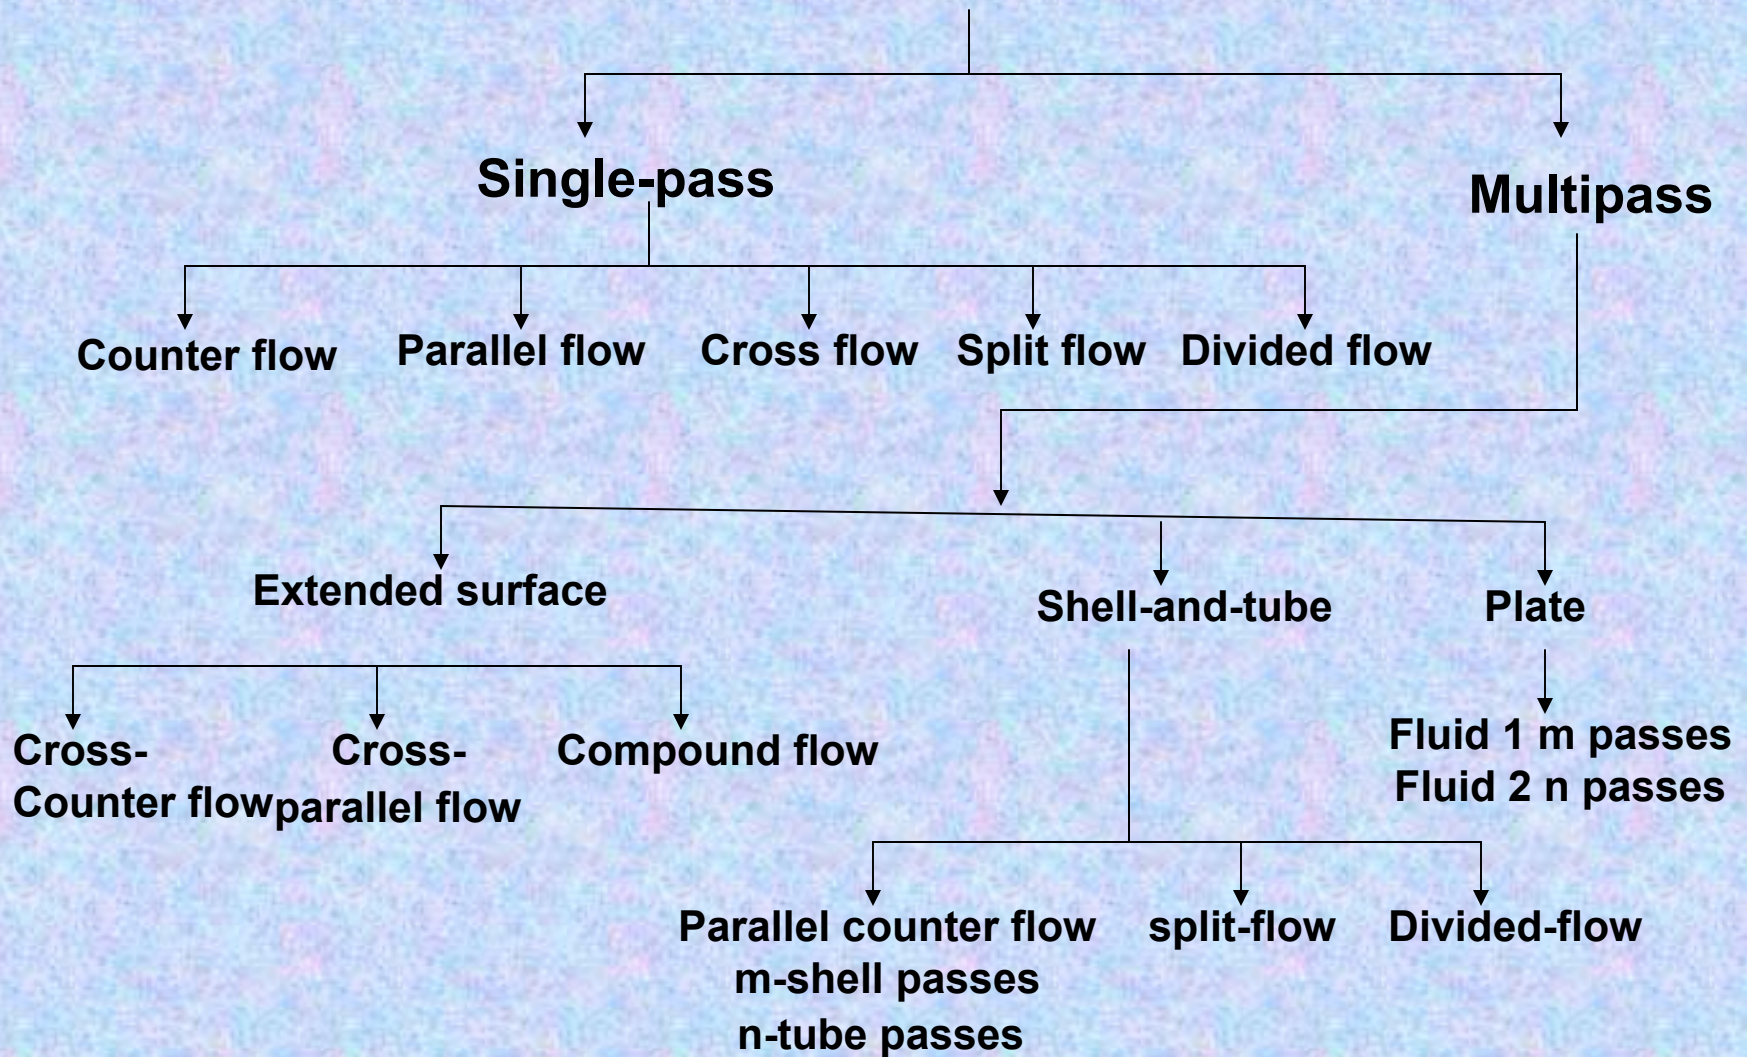 Single-pass
Multipass
Counter flow
Parallel flow
Cross flow
Split flow
Divided flow
Extended surface
Shell-and-tube
Plate
Cross-
Counter flow
Cross-
parallel flow
Compound flow
Fluid 1 m passes
Fluid 2 n passes
Parallel counter flow
m-shell passes
n-tube passes
split-flow
Divided-flow